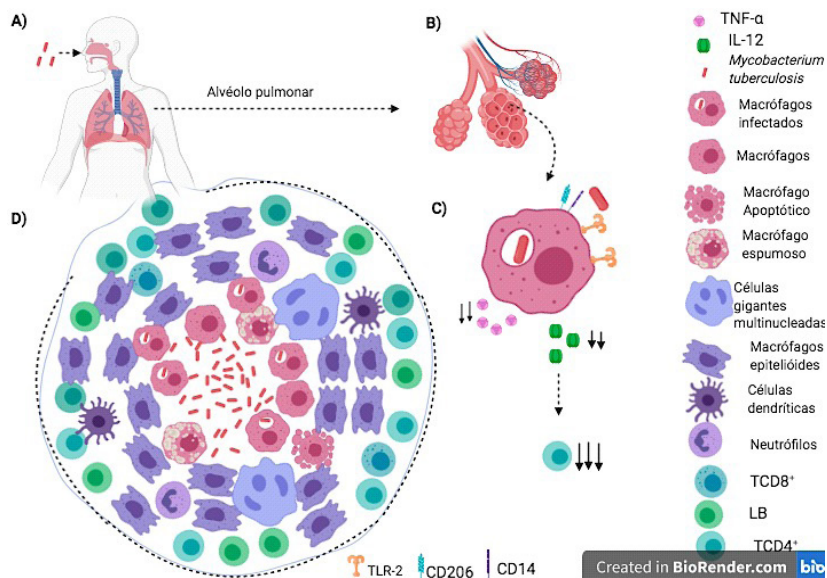 A)
Alvéolo pulmonar
B)
C)
D)
TNF-α
IL-12
Mycobacterium
tuberculosis
Macrófagos
infectados
Macrófagos
Macrófago
Apoptótico
Macrófago
espumoso
Células
gigantes
multinucleadas
Macrófagos
epitelióides
Células
dendríticas
Neutrófilos
TCD8⁺
LB
TCD4⁺
TLR-2
CD206
CD14
Created in BioRender.com bio